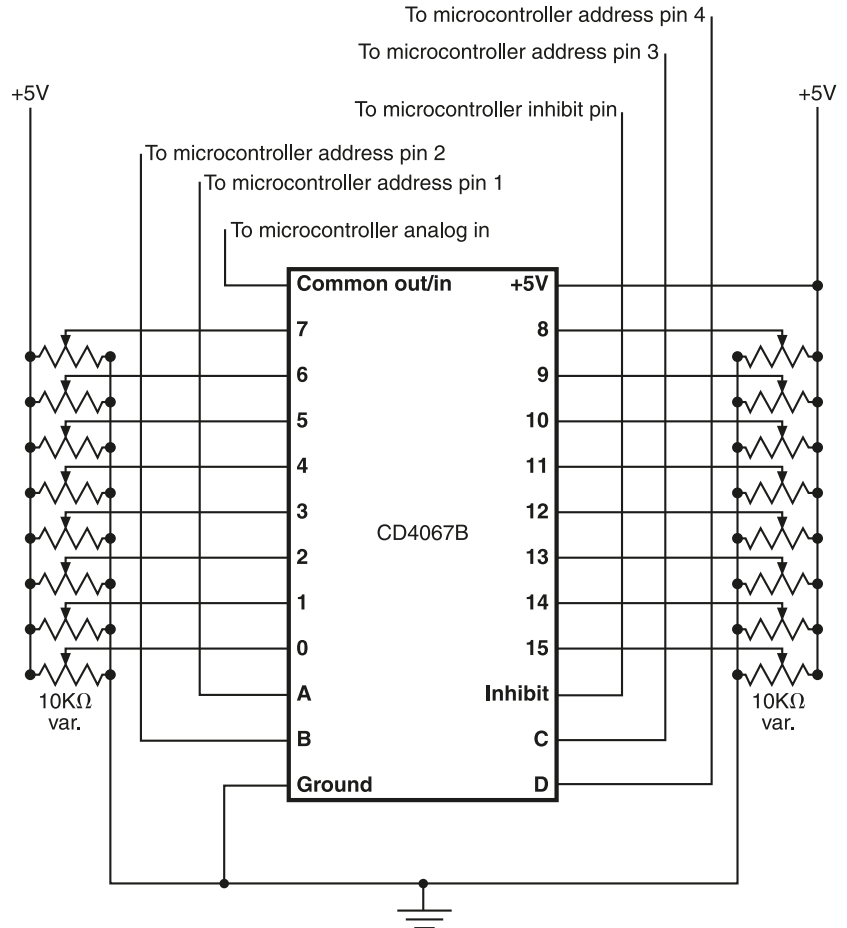 To microcontroller address pin 4
To microcontroller address pin 3
+5V
+5V
To microcontroller inhibit pin
To microcontroller address pin 2
To microcontroller address pin 1
To microcontroller analog in
Common out/in
+5V
7
8
6
9
5
10
4
11
3
12
CD4067B
2
13
1
14
0
15
10KΩ
var.
A
Inhibit
10KΩ
var.
B
C
Ground
D